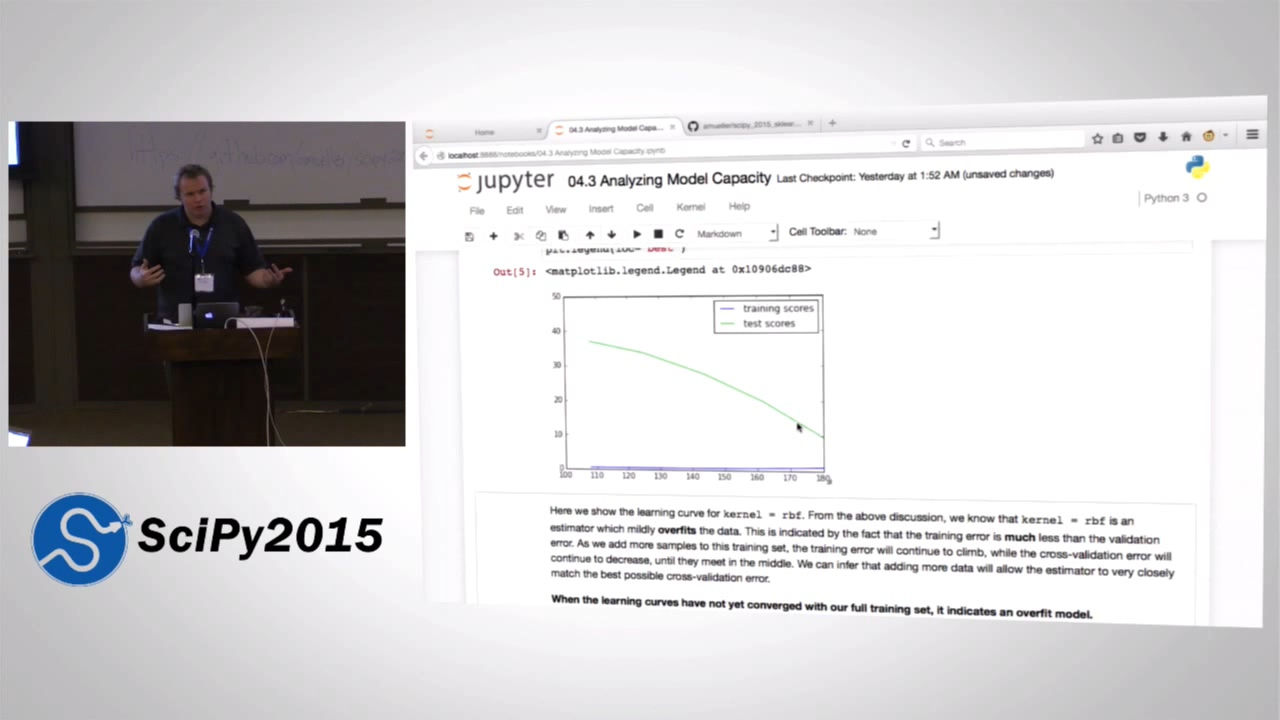 Home
04.3 Analyzing Model Capa...
amueller/scipy_2015_sklear...
localhost:8888/notebooks/04.3 Analyzing Model Capacity.ipynb
Search
jupyter 04.3 Analyzing Model Capacity Last Checkpoint: Yesterday at 1:52 AM (unsaved changes)
File Edit View Insert Cell Kernel Help
Python 3
Markdown
Cell Toolbar: None
plt.legend(loc='best')
Out[5]: <matplotlib.legend.Legend at 0x10906dc88>
50
training scores
test scores
40
30
20
10
0
100 110 120 130 140 150 160 170 180
Here we show the learning curve for kernel = rbf. From the above discussion, we know that kernel = rbf is an
estimator which mildly overfits the data. This is indicated by the fact that the training error is much less than the validation
error. As we add more samples to this training set, the training error will continue to climb, while the cross-validation error will
continue to decrease, until they meet in the middle. We can infer that adding more data will allow the estimator to very closely
match the best possible cross-validation error.
When the learning curves have not yet converged with our full training set, it indicates an overfit model.
SciPy2015